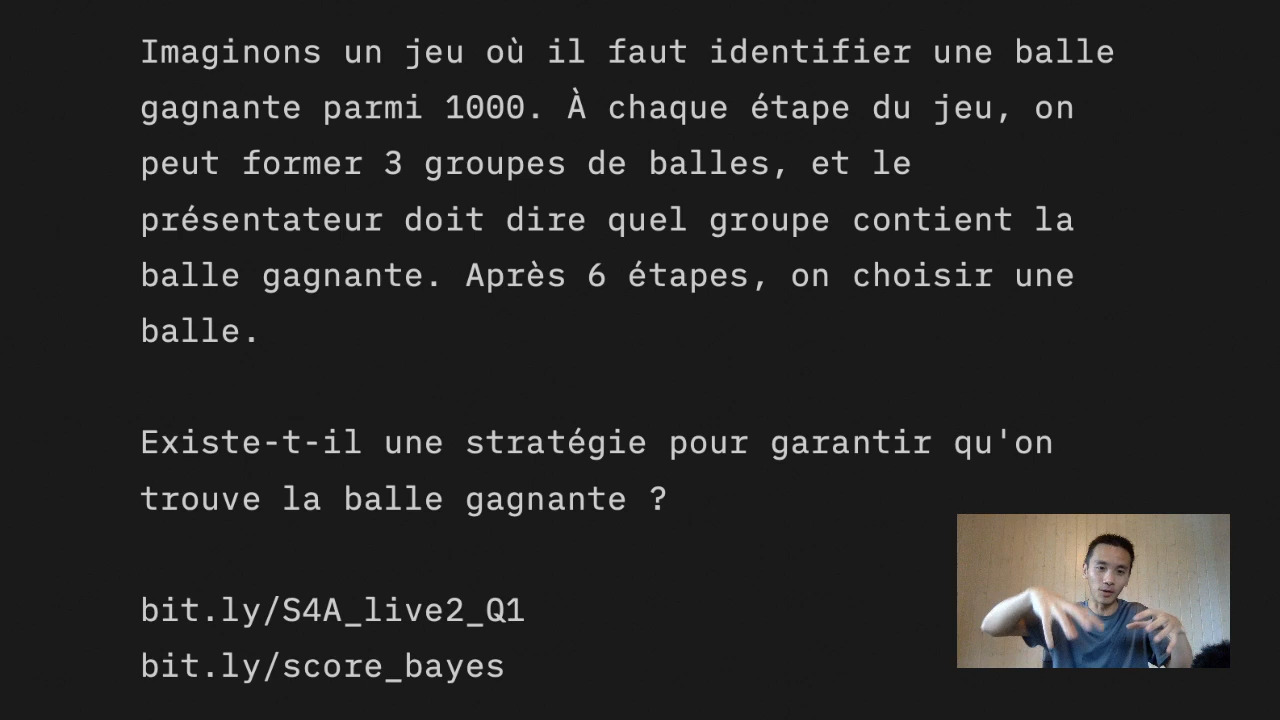 Imaginons un jeu où il faut identifier une balle
gagnante parmi 1000. À chaque étape du jeu, on
peut former 3 groupes de balles, et le
présentateur doit dire quel groupe contient la
balle gagnante. Après 6 étapes, on choisir une
balle.
Existe-t-il une stratégie pour garantir qu'on
trouve la balle gagnante ?
bit.ly/S4A_live2_Q1
bit.ly/score_bayes